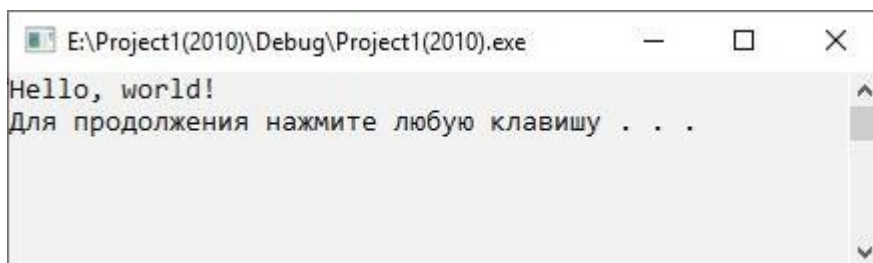 E:\Project1(2010)\Debug\Project1(2010).exe
Hello, world!
Для продолжения нажмите любую клавишу . . .